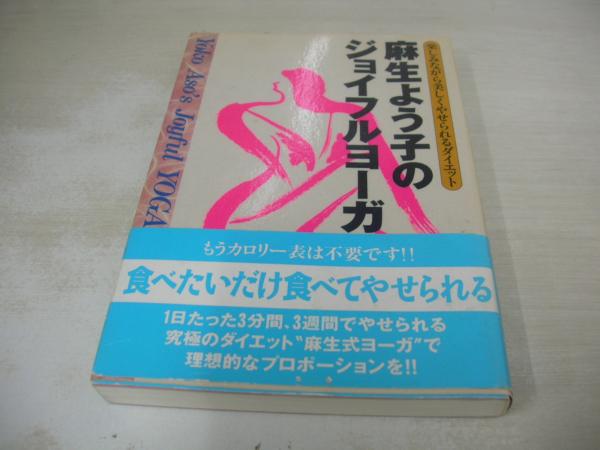 楽しみながら美しくやせられるダイエット
麻生よう子の
ジョイフルヨーガ
Yoko Aso's Joyful YOGA
もうカロリー表は不要です!!
食べたいだけ食べてやせられる
1日たった3分間、3週間でやせられる
究極のダイエット"麻生式ヨーガ"で
理想的なプロポーションを!!